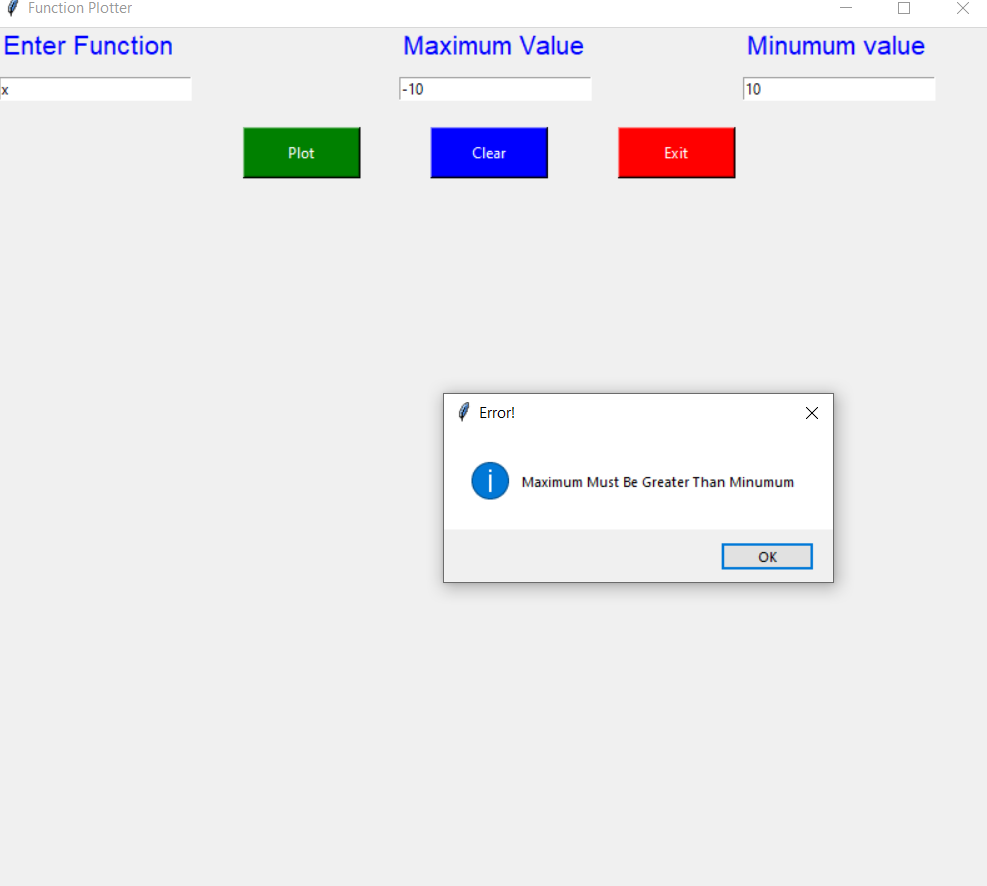 Function Plotter
Enter Function
Maximum Value
Minumum value
x
-10
10
Plot
Clear
Exit
Error!
i
Maximum Must Be Greater Than Minumum
OK